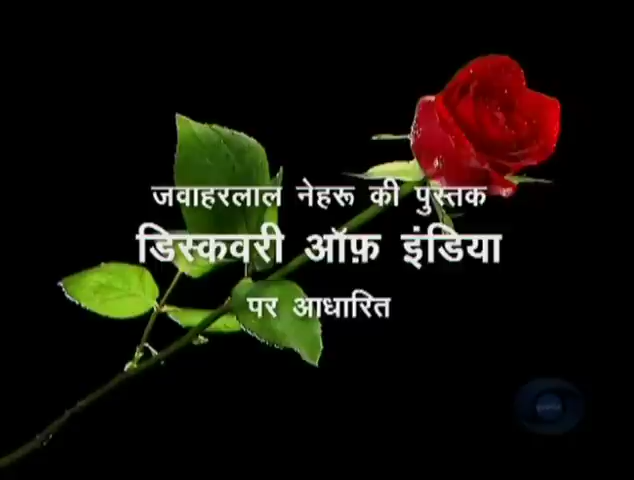 जवाहरलाल नेहरू की पुस्तक
डिस्कवरी ऑफ़ इंडिया
पर आधारित